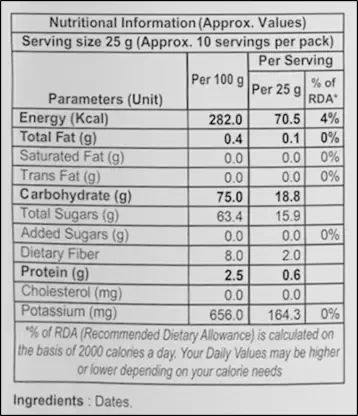 Nutritional Information (Approx. Values)
Serving size 25 g (Approx. 10 servings per pack)
Parameters (Unit) Per 100 g Per Serving
Per 25 g % of RDA*
Energy (Kcal) 282.0 70.5 4%
Total Fat (g) 0.4 0.1 0%
Saturated Fat (g) 0.0 0.0 0%
Trans Fat (g) 0.0 0.0 0%
Carbohydrate (g) 75.0 18.8
Total Sugars (g) 63.4 15.9
Added Sugars (g) 0.0 0.0 0%
Dietary Fiber 8.0 2.0
Protein (g) 2.5 0.6
Cholesterol (mg) 0.0 0.0
Potassium (mg) 656.0 164.3 0%
*% of RDA (Recommended Dietary Allowance) is calculated
on the basis of 2000 calories a day. Your Daily Values may be higher
or lower depending on your calorie needs
Ingredients : Dates.